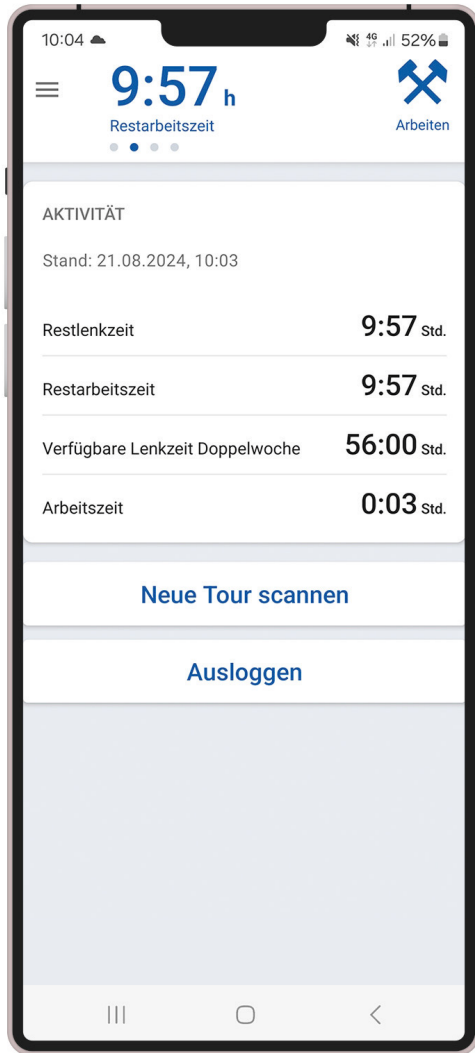 10:04 4G 52%
9:57 h
Restarbeitszeit
Arbeiten
AKTIVITÄT
Stand: 21.08.2024, 10:03
Restlenkzeit 9:57 Std.
Restarbeitszeit 9:57 Std.
Verfügbare Lenkzeit Doppelwoche 56:00 Std.
Arbeitszeit 0:03 Std.
Neue Tour scannen
Ausloggen